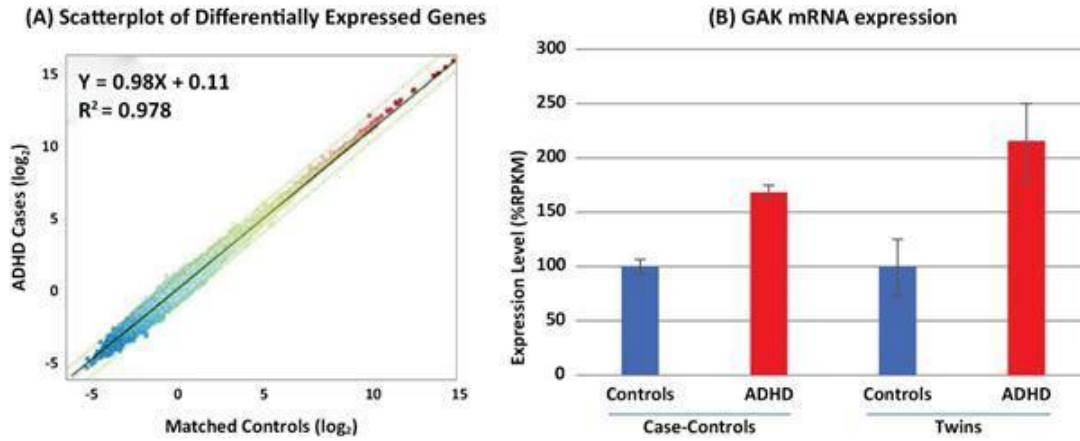 (A) Scatterplot of Differentially Expressed Genes
Y = 0.98X + 0.11
R² = 0.978
ADHD Cases (log₂)
15
10
5
0
-5
-5 0 5 10 15
Matched Controls (log₂)
(B) GAK mRNA expression
Expression Level (%RPKM)
300
250
200
150
100
50
0
Controls ADHD Controls ADHD
Case-Controls Twins